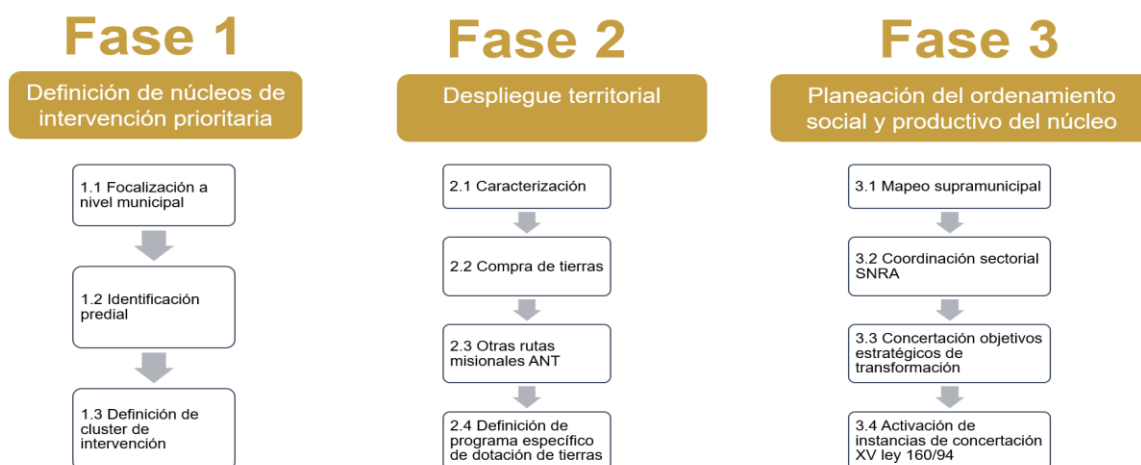 Fase 1
Definición de núcleos de
intervención prioritaria
1.1 Focalización a
nivel municipal
1.2 Identificación
predial
1.3 Definición de
cluster de
intervención
Fase 2
Despliegue territorial
2.1 Caracterización
2.2 Compra de tierras
2.3 Otras rutas
misionales ANT
2.4 Definición de
programa específico
de dotación de tierras
Fase 3
Planeación del ordenamiento
social y productivo del núcleo
3.1 Mapeo supramunicipal
3.2 Coordinación sectorial
SNRA
3.3 Concertación objetivos
estratégicos de
transformación
3.4 Activación de
instancias de concertación
XV ley 160/94